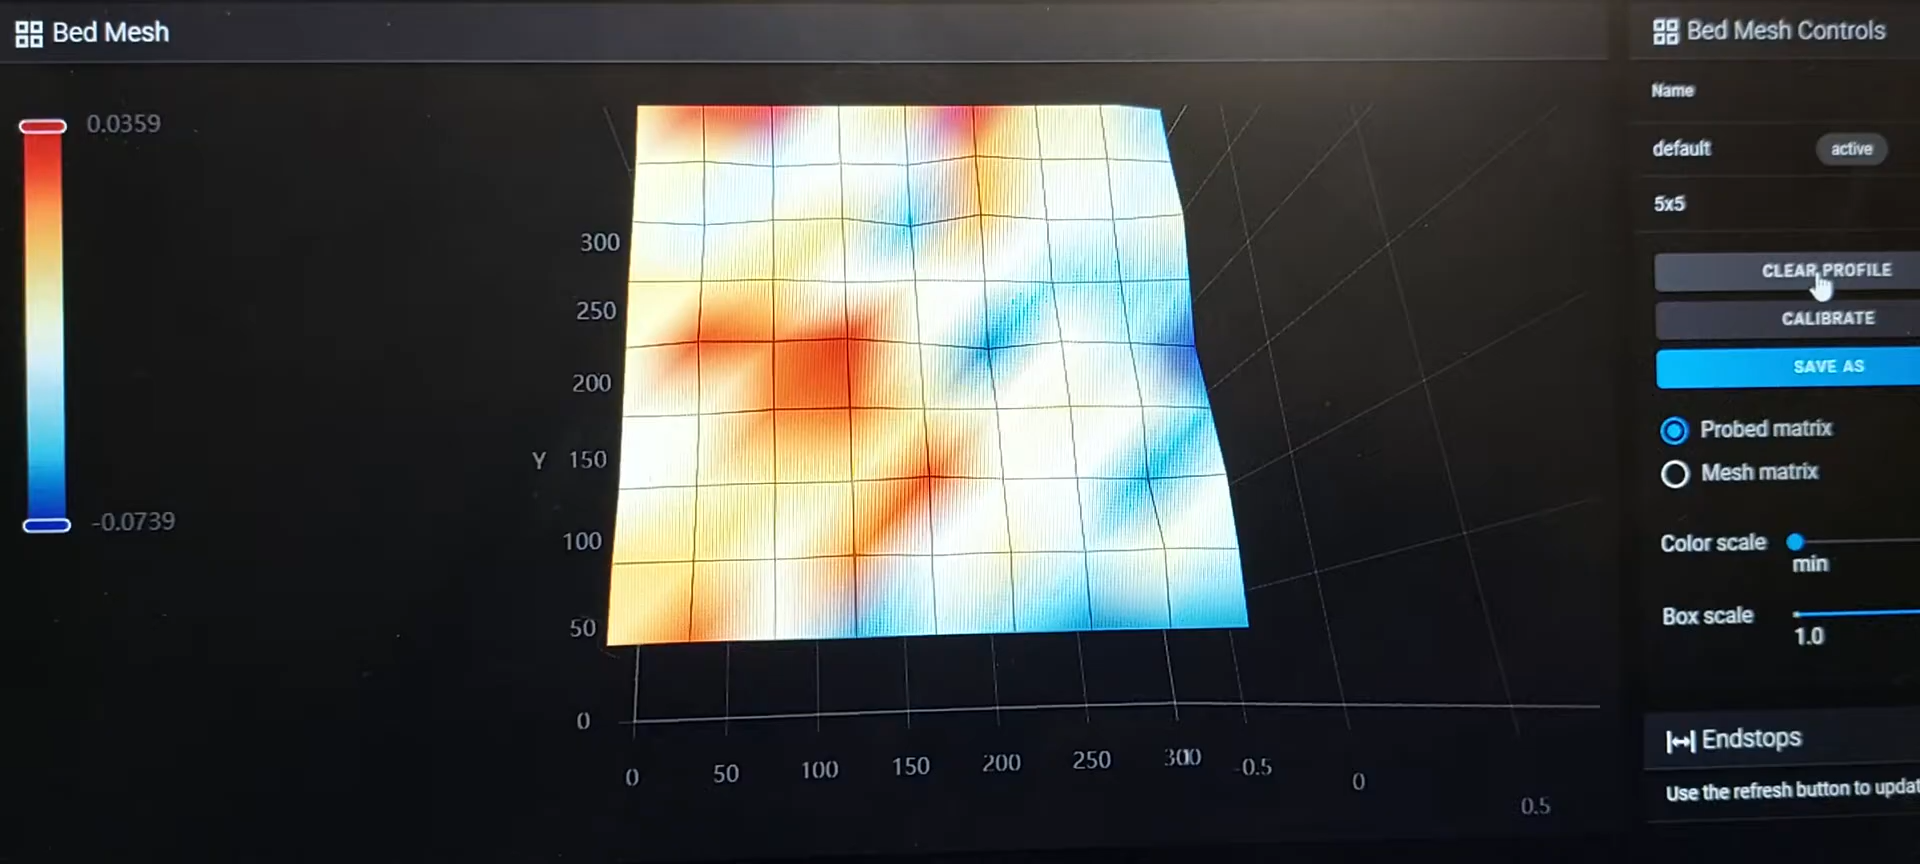 Bed Mesh
0.0359
-0.0739
300
250
200
Y 150
100
50
0
0 50 100 150 200 250 300 -0.5 0 0.5
Bed Mesh Controls
Name
default active
5x5
CLEAR PROFILE
CALIBRATE
SAVE AS
Probed matrix
Mesh matrix
Color scale
min
Box scale
1.0
Endstops
Use the refresh button to updat